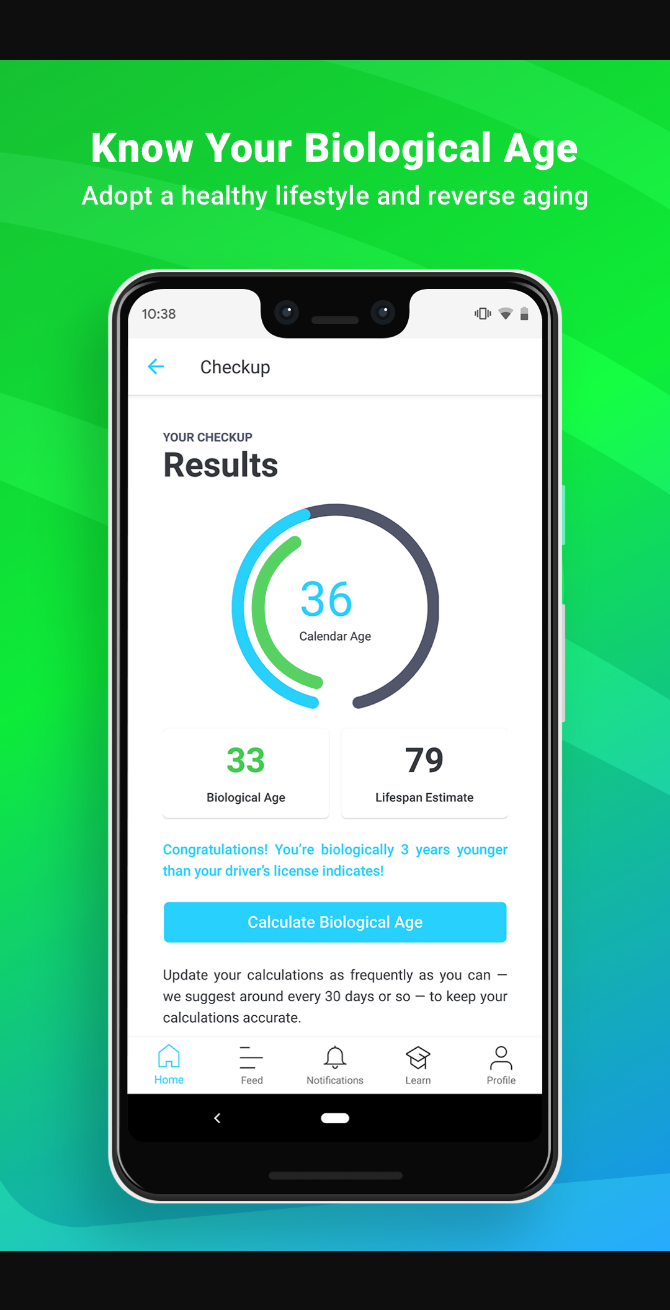 Know Your Biological Age
Adopt a healthy lifestyle and reverse aging
10:38
Checkup
YOUR CHECKUP
Results
36
Calendar Age
33
Biological Age
79
Lifespan Estimate
Congratulations! You're biologically 3 years younger
than your driver's license indicates!
Calculate Biological Age
Update your calculations as frequently as you can —
we suggest around every 30 days or so — to keep your
calculations accurate.
Home
Feed
Notifications
Learn
Profile